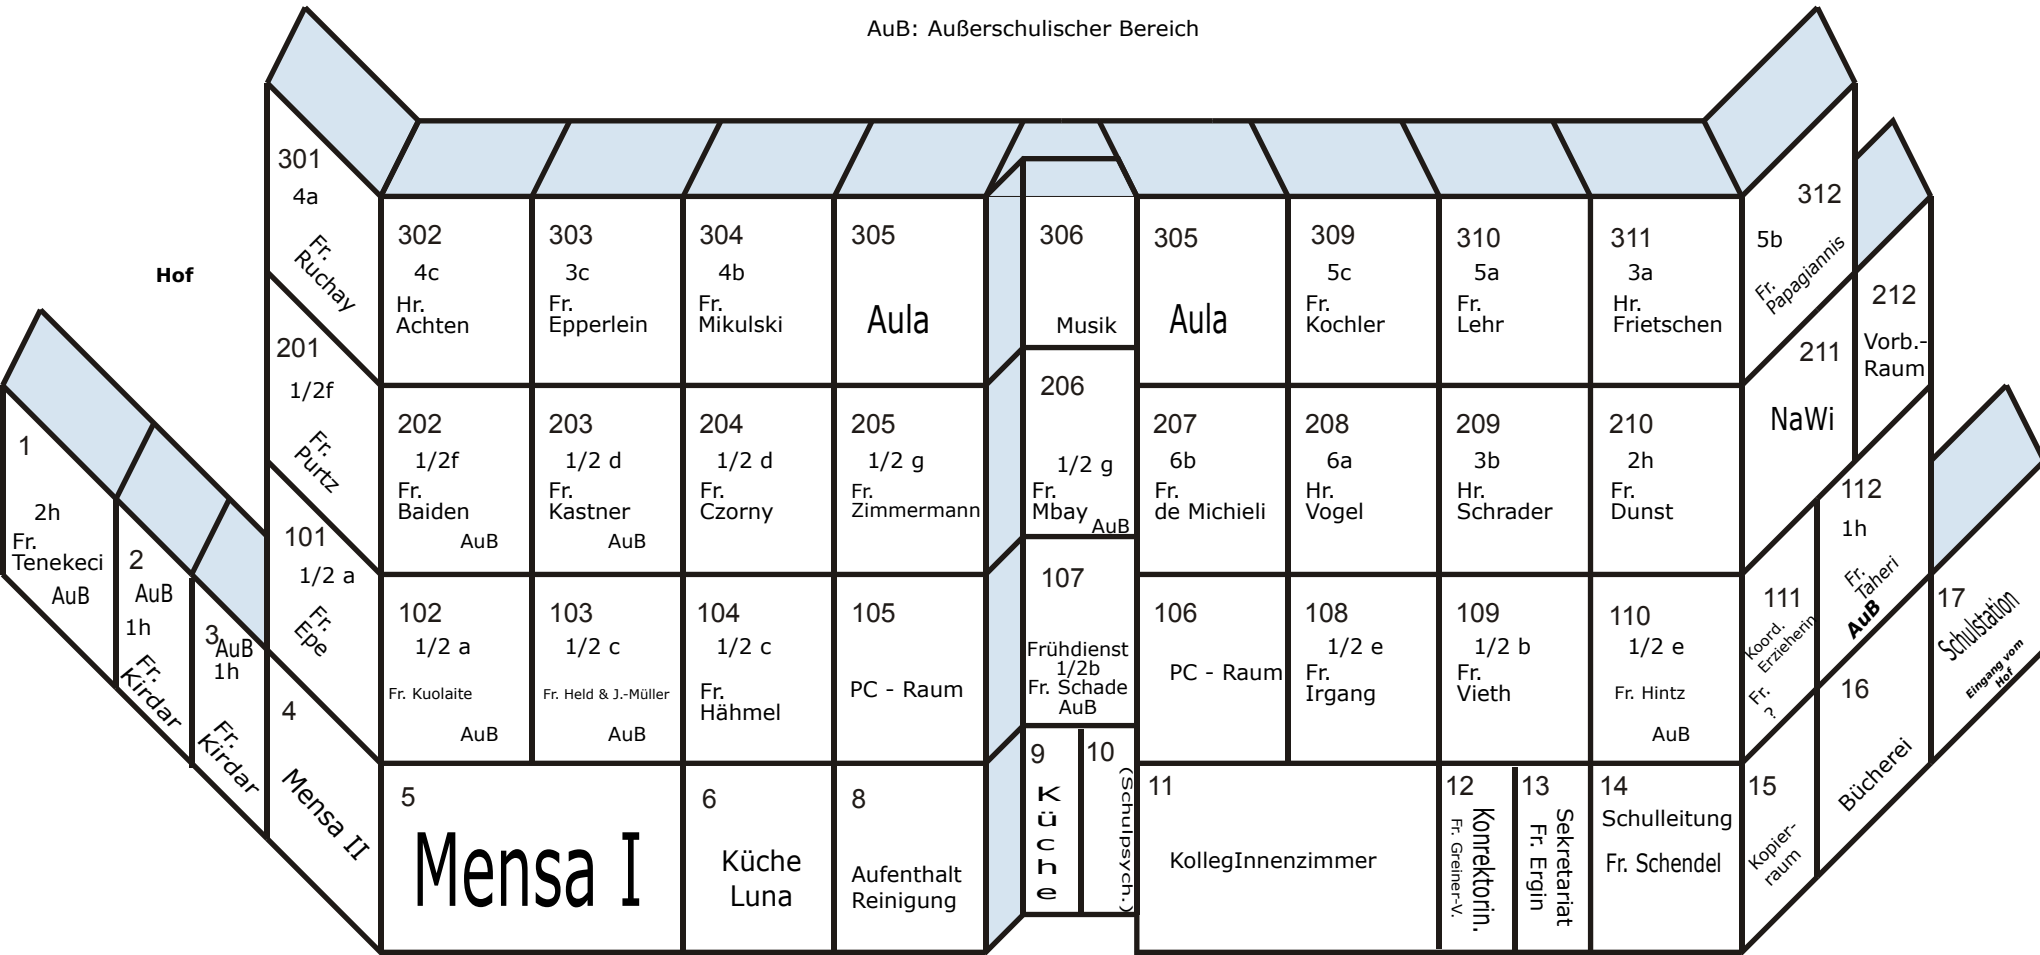 AuB: Außerschulischer Bereich
Hof
301
4a
Fr.
Ruchay
302
4c
Hr.
Achten
303
3c
Fr.
Epperlein
304
4b
Fr.
Mikulski
305
Aula
306
Musik
305
Aula
309
5c
Fr.
Kochler
310
5a
Fr.
Lehr
311
3a
Hr.
Frietschen
312
5b
Fr.
Papagiannis
201
1/2f
Fr.
Purtz
202
1/2f
Fr.
Baiden
AuB
203
1/2 d
Fr.
Kastner
AuB
204
1/2 d
Fr.
Czorny
205
1/2 g
Fr.
Zimmermann
206
1/2 g
Fr.
Mbay
AuB
207
6b
Fr.
de Michieli
208
6a
Hr.
Vogel
209
3b
Hr.
Schrader
210
2h
Fr.
Dunst
211
NaWi
212
Vorb.-
Raum
101
1/2 a
Fr.
Epe
102
1/2 a
Fr. Kuolaite
AuB
103
1/2 c
Fr. Held & J.-Müller
AuB
104
1/2 c
Fr.
Hähmel
105
PC - Raum
107
Frühdienst
1/2b
Fr. Schade
AuB
106
PC - Raum
108
1/2 e
Fr.
Irgang
109
1/2 b
Fr.
Vieth
110
1/2 e
Fr. Hintz
AuB
111
Koord.
Erzieherin
Fr.
?
112
1h
Fr.
Taheri
AuB
1
2h
Fr.
Tenekeci
AuB
2
AuB
1h
Fr.
Kirdar
3
AuB
1h
Fr.
Kirdar
4
Mensa II
5
Mensa I
6
Küche
Luna
8
Aufenthalt
Reinigung
9
Küche
10
(Schulpsych.)
11
KollegInnenzimmer
12
Konrektorin.
Fr. Greiner-V.
13
Sekretariat
Fr. Ergin
14
Schulleitung
Fr. Schendel
15
Kopier-
raum
16
Bücherei
17
Schulstation
Eingang vom
Hof